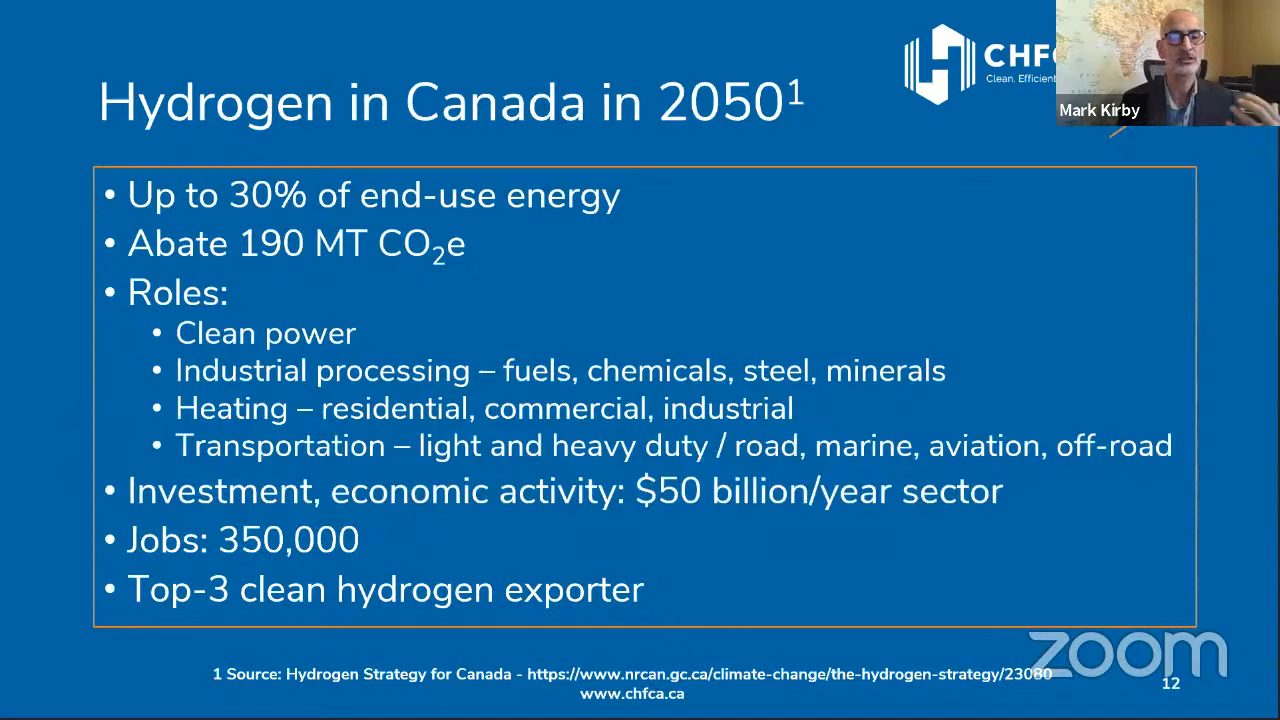 CHFC
Clean. Efficient
Mark Kirby
Hydrogen in Canada in 2050¹
• Up to 30% of end-use energy
• Abate 190 MT CO₂e
• Roles:
• Clean power
• Industrial processing – fuels, chemicals, steel, minerals
• Heating – residential, commercial, industrial
• Transportation – light and heavy duty / road, marine, aviation, off-road
• Investment, economic activity: $50 billion/year sector
• Jobs: 350,000
• Top-3 clean hydrogen exporter
1 Source: Hydrogen Strategy for Canada - https://www.nrcan.gc.ca/climate-change/the-hydrogen-strategy/23080
www.chfca.ca
12
zoom